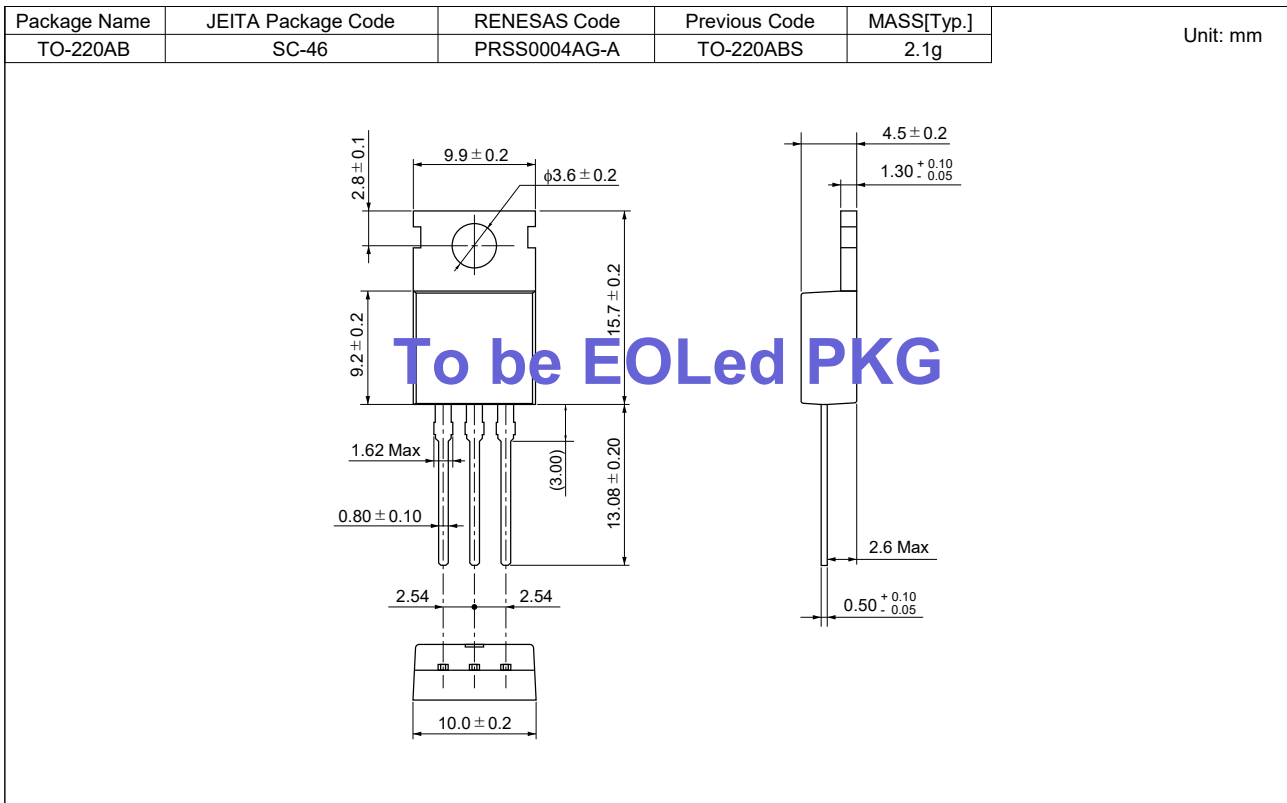 Package Name JEITA Package Code RENESAS Code Previous Code MASS[Typ.]
Unit: mm
TO-220AB SC-46 PRSS0004AG-A TO-220ABS 2.1g
4.5 ± 0.2
2.8 ± 0.1
9.9 ± 0.2
1.30 + 0.10 - 0.05
ϕ3.6 ± 0.2
15.7 ± 0.2
9.2 ± 0.2
To be EOLed PKG
1.62 Max
(3.00)
13.08 ± 0.20
0.80 ± 0.10
2.6 Max
2.54 2.54
0.50 + 0.10 - 0.05
10.0 ± 0.2